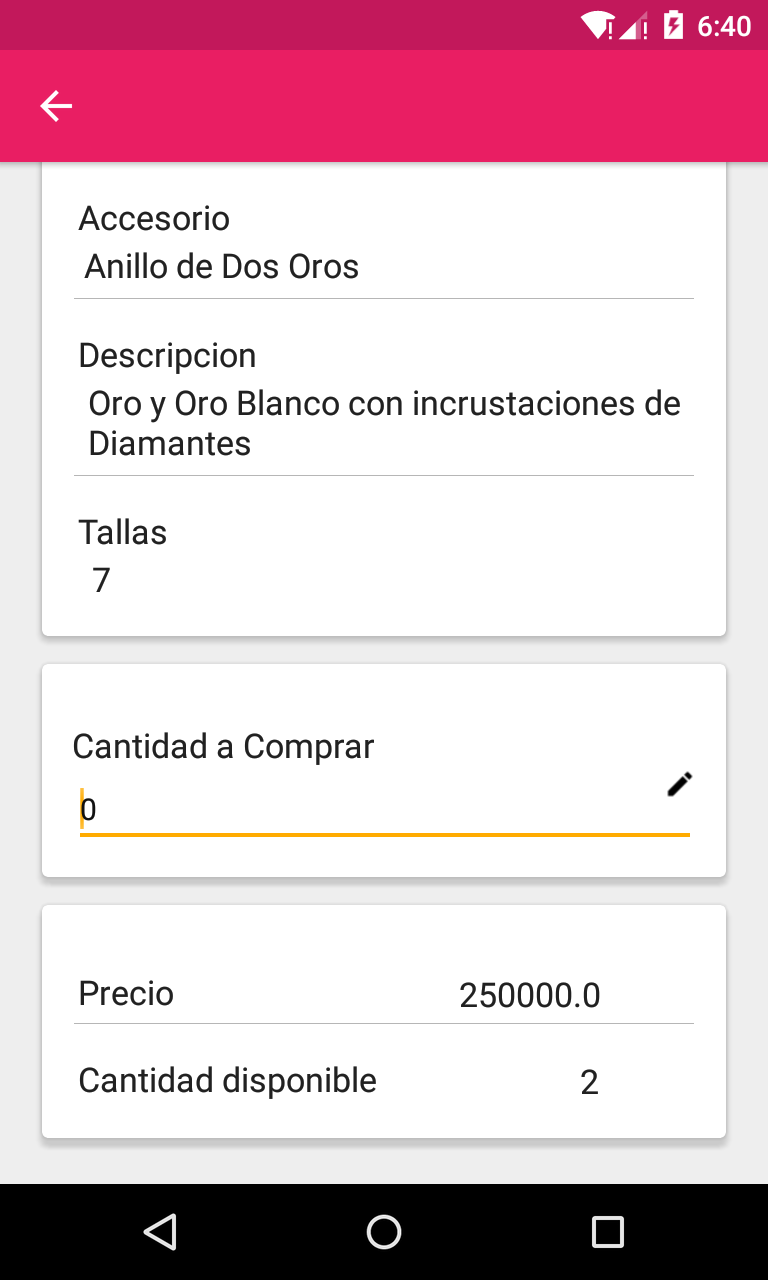 6:40
Accesorio
Anillo de Dos Oros
Descripcion
Oro y Oro Blanco con incrustaciones de
Diamantes
Tallas
7
Cantidad a Comprar
0
Precio 250000.0
Cantidad disponible 2